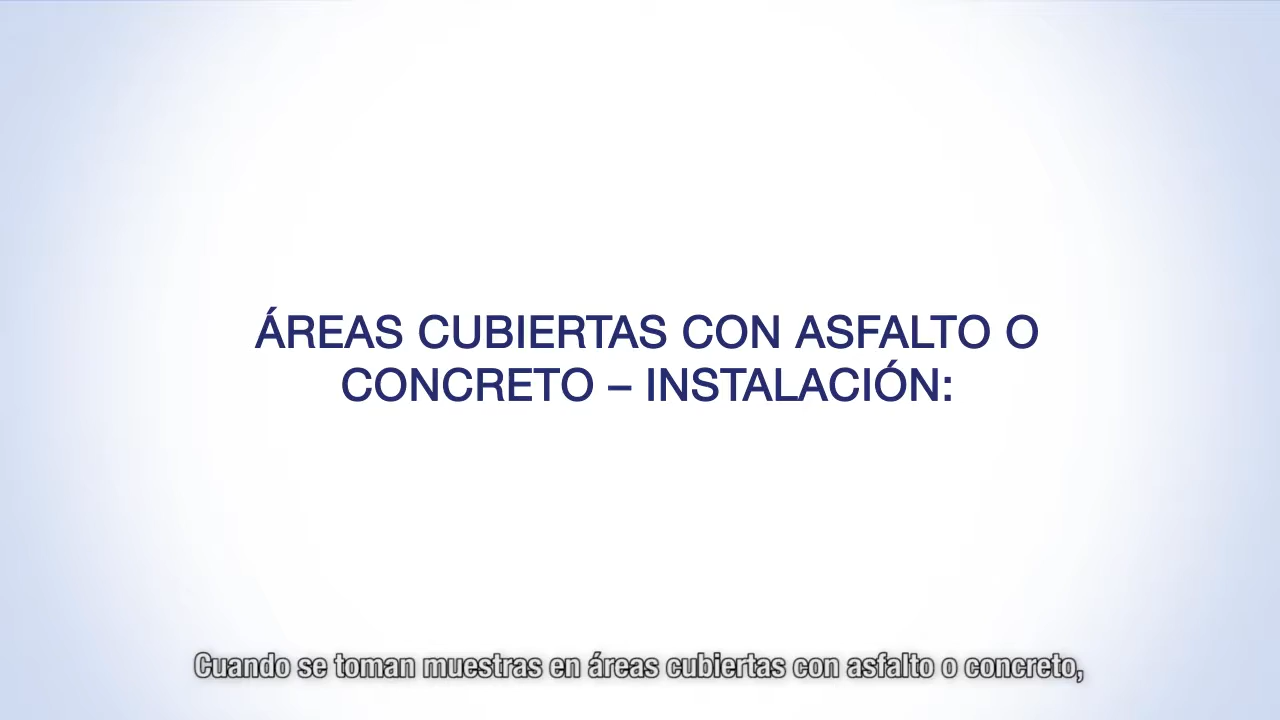 ÁREAS CUBIERTAS CON ASFALTO O
CONCRETO – INSTALACIÓN:
Cuando se toman muestras en áreas cubiertas con asfalto o concreto,